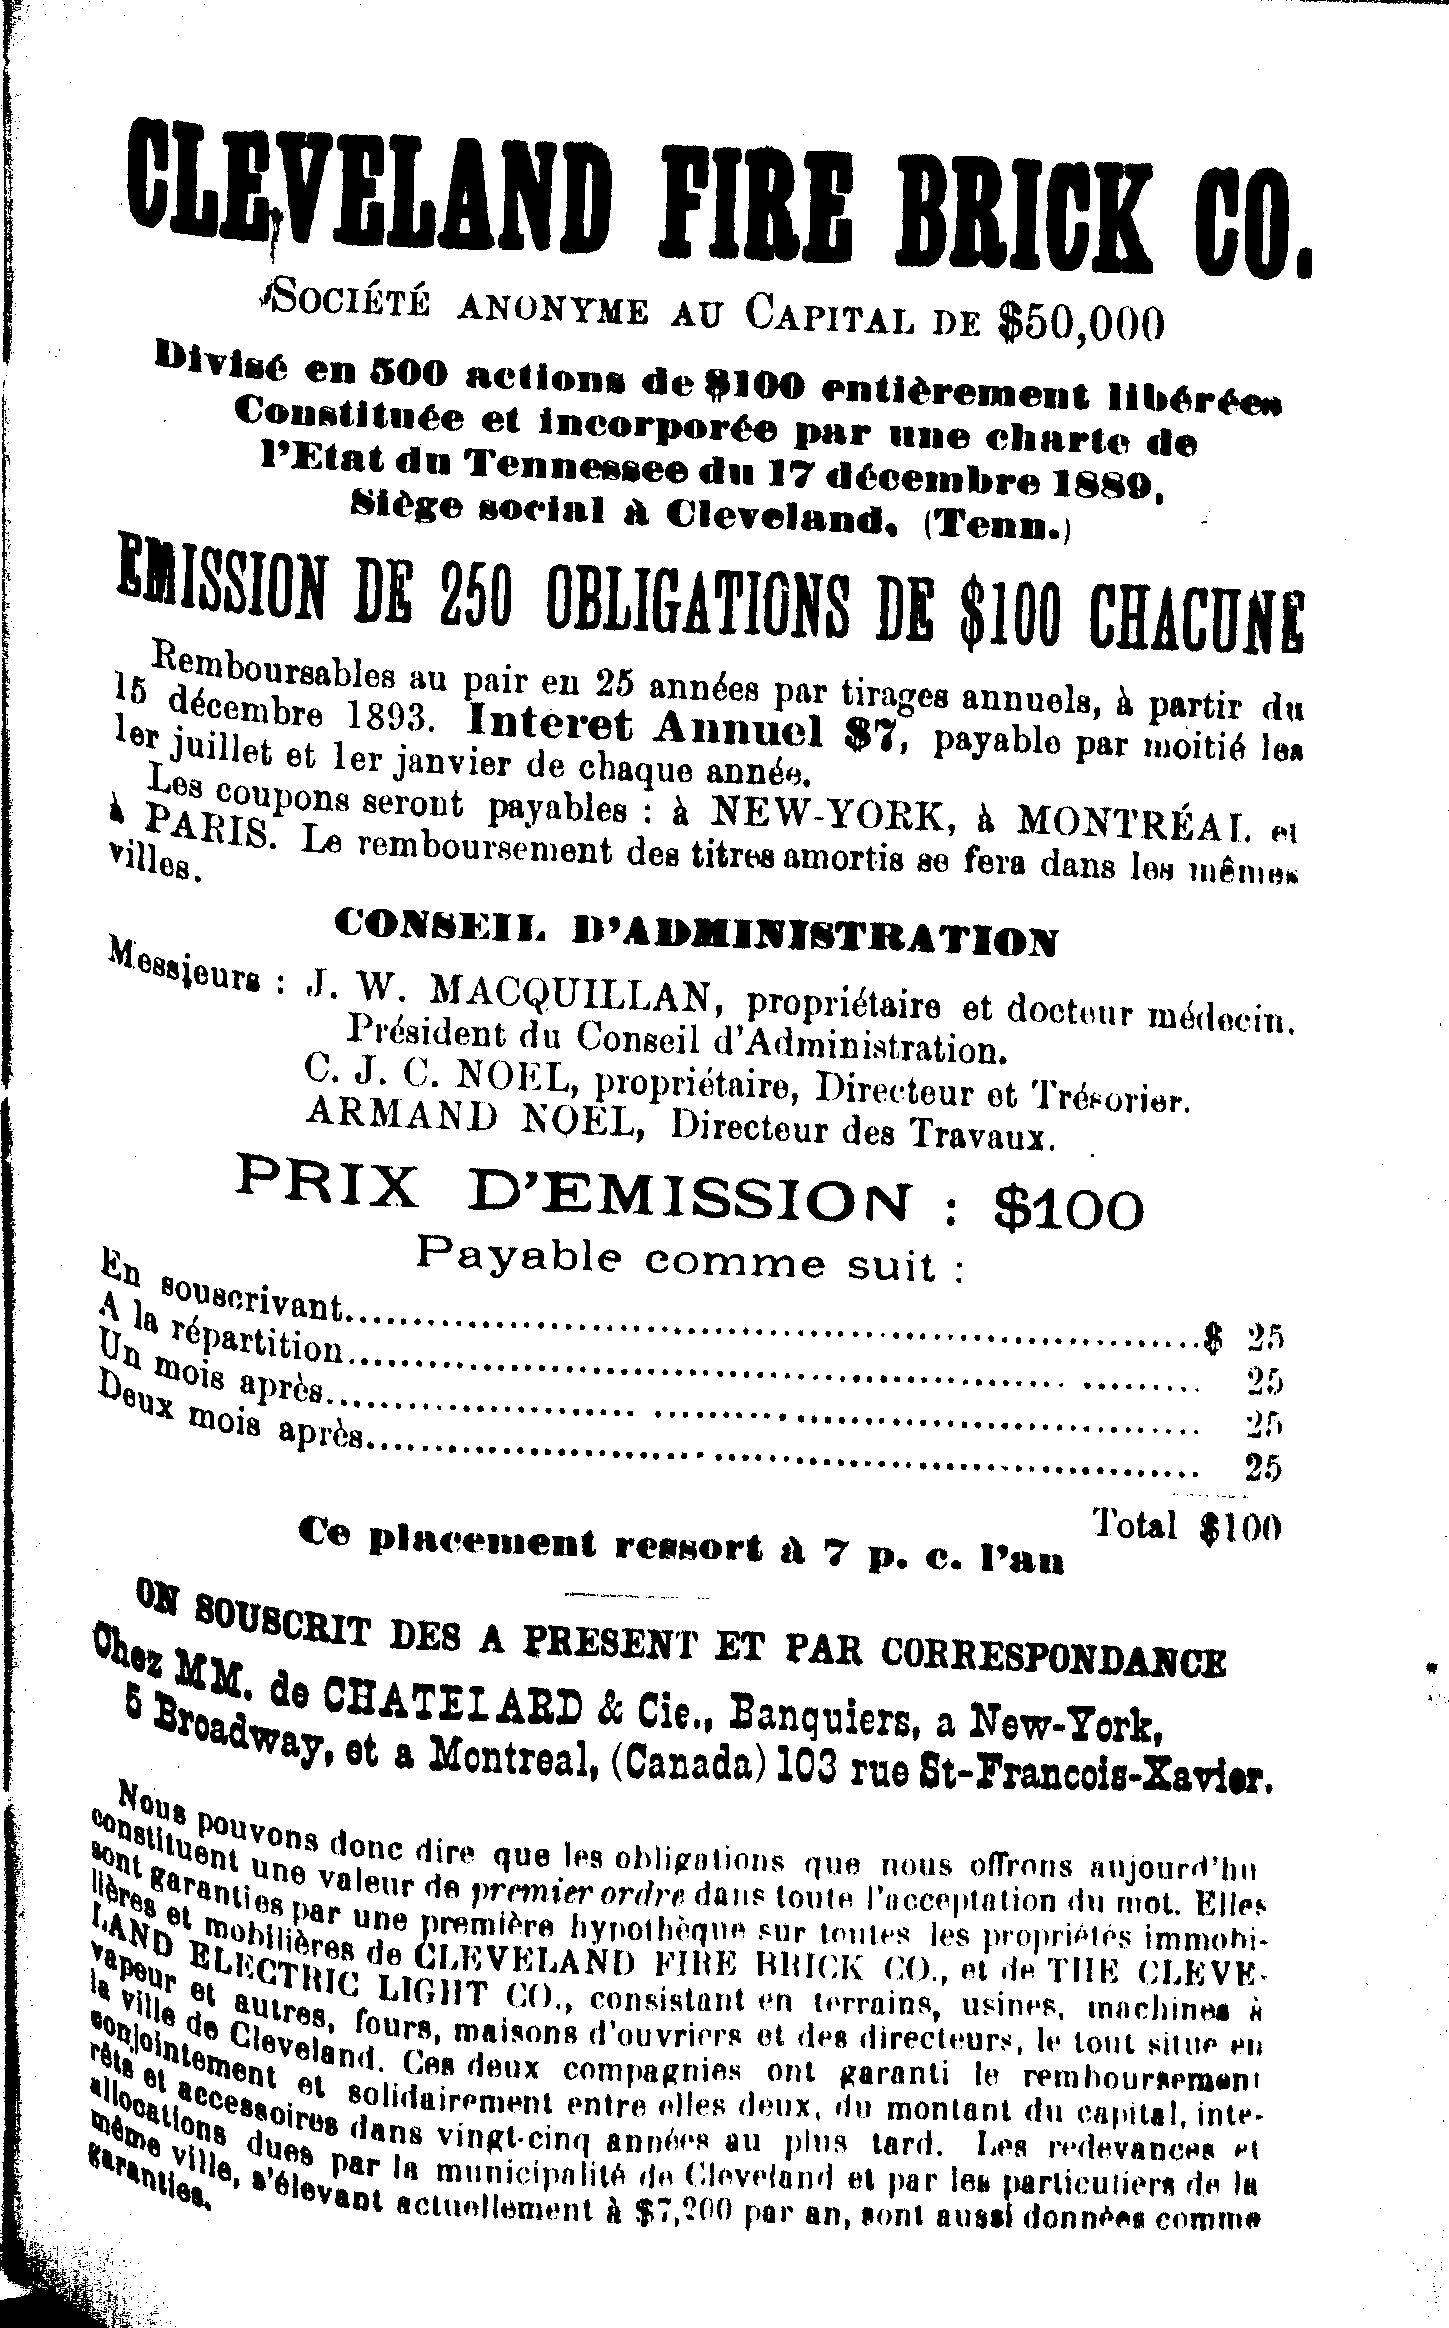 CLEVELAND FIRE BRICK CO.
SOCIÉTÉ ANONYME AU CAPITAL DE $50,000
Divisé en 500 actions de $100 entièrement libérées
Constituée et incorporée par une charte de
l'Etat du Tennessee du 17 décembre 1889,
Siège social à Cleveland. (Tenn.)
EMISSION DE 250 OBLIGATIONS DE $100 CHACUNE
Remboursables au pair en 25 années par tirages annuels, à partir du
15 décembre 1893. Interet Annuel $7, payable par moitié les
1er juillet et 1er janvier de chaque année.
Les coupons seront payables : à NEW-YORK, à MONTRÉAL et
à PARIS. Le remboursement des titres amortis se fera dans les mêmes
villes.
CONSEIL D'ADMINISTRATION
Messieurs : J. W. MACQUILLAN, propriétaire et docteur médecin.
Président du Conseil d'Administration.
C. J. C. NOEL, propriétaire, Directeur et Trésorier.
ARMAND NOEL, Directeur des Travaux.
PRIX D'EMISSION : $100
Payable comme suit :
En souscrivant.......... $ 25
A la répartition.......... 25
Un mois après.......... 25
Deux mois après.......... 25
Total $100
Ce placement ressort à 7 p. c. l'an
ON SOUSCRIT DES A PRESENT ET PAR CORRESPONDANCE
Chez MM. de CHATELARD & Cie., Banquiers, a New-York,
5 Broadway, et a Montreal, (Canada) 103 rue St-Francois-Xavier.
Nous pouvons donc dire que les obligations que nous offrons aujourd'hu
constituent une valeur de premier ordre dans toute l'acceptation du mot. Elles
sont garanties par une première hypothèque sur toutes les propriétés immobi-
lières et mobilières de CLEVELAND FIRE BRICK CO., et de THE CLEVE-
LAND ELECTRIC LIGHT CO., consistant en terrains, usines, machines à
vapeur et autres, fours, maisons d'ouvriers et des directeurs, le tout situe en
la ville de Cleveland. Ces deux compagnies ont garanti le remboursement
conjointement et solidairement entre elles deux, du montant du capital, inte-
rêts et accessoires dans vingt-cinq années au plus tard. Les redevances et
allocations dues par la municipalité de Cleveland et par les particuliers de la
même ville, s'élevant actuellement à $7,200 par an, sont aussi données comme
garanties.